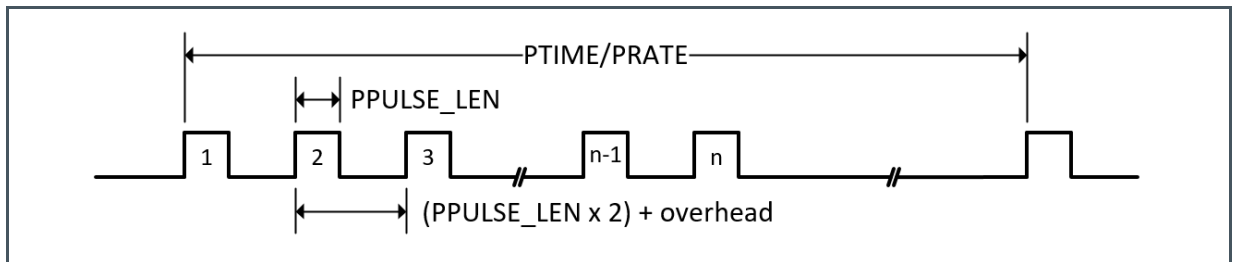 PTIME/PRATE
PPULSE_LEN
1
2
3
n-1
n
(PPULSE_LEN x 2) + overhead